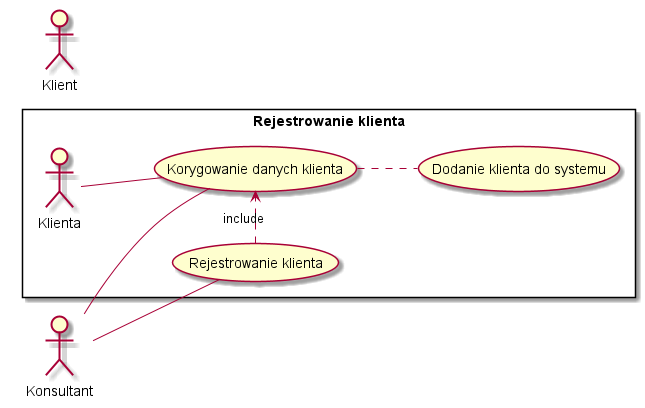 Klient
Rejestrowanie klienta
Korygowanie danych klienta
Dodanie klienta do systemu
Klienta
include
Rejestrowanie klienta
Konsultant